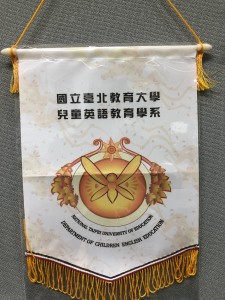 國立臺北教育大學
兒童英語教育學系
NATIONAL TAIPEI UNIVERSITY OF EDUCATION
DEPARTMENT OF CHILDREN ENGLISH EDUCATION